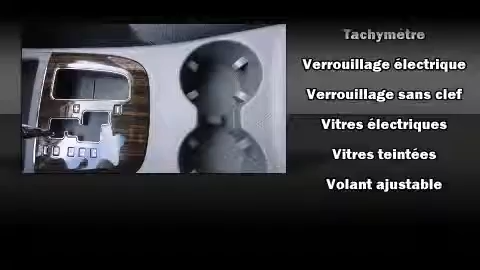 Tachymètre
Verrouillage électrique
Verrouillage sans clef
Vitres électriques
Vitres teintées
Volant ajustable